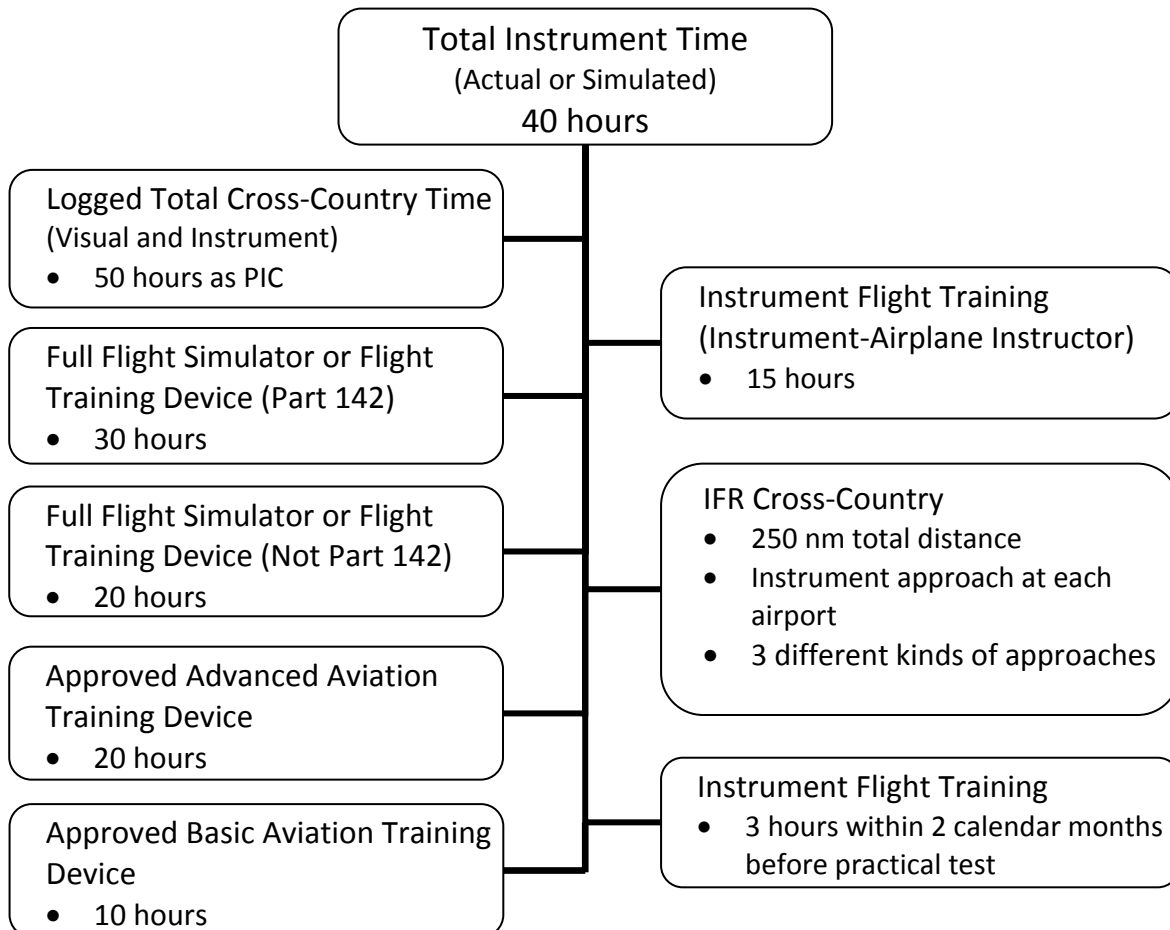 Total Instrument Time
(Actual or Simulated)
40 hours
Logged Total Cross-Country Time
(Visual and Instrument)
• 50 hours as PIC
Full Flight Simulator or Flight
Training Device (Part 142)
• 30 hours
Full Flight Simulator or Flight
Training Device (Not Part 142)
• 20 hours
Approved Advanced Aviation
Training Device
• 20 hours
Approved Basic Aviation Training
Device
• 10 hours
Instrument Flight Training
(Instrument-Airplane Instructor)
• 15 hours
IFR Cross-Country
• 250 nm total distance
• Instrument approach at each
airport
• 3 different kinds of approaches
Instrument Flight Training
• 3 hours within 2 calendar months
before practical test